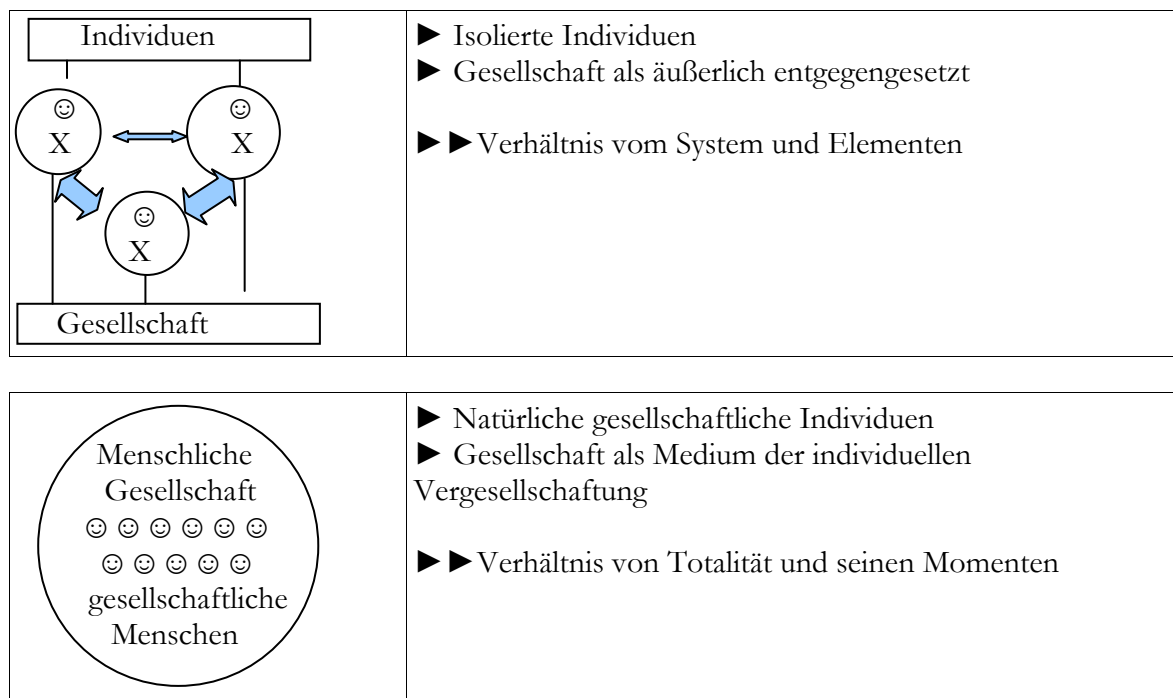 Individuen
☺
X
☺
X
☺
X
Gesellschaft
► Isolierte Individuen
► Gesellschaft als äußerlich entgegengesetzt
►►Verhältnis vom System und Elementen
Menschliche
Gesellschaft
☺☺☺☺☺☺
☺☺☺☺☺
gesellschaftliche
Menschen
► Natürliche gesellschaftliche Individuen
► Gesellschaft als Medium der individuellen
Vergesellschaftung
►►Verhältnis von Totalität und seinen Momenten